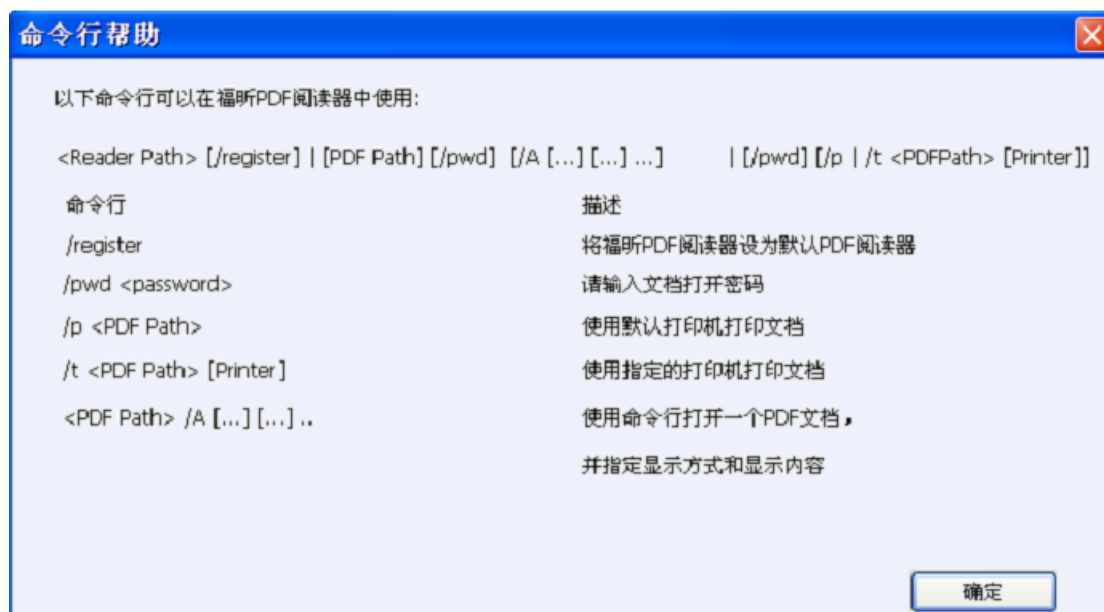 命令行帮助
以下命令行可以在福昕PDF阅读器中使用:
<Reader Path> [/register] | [PDF Path] [/pwd] [/A [...] [...] ...] | [/pwd] [/p | /t <PDFPath> [Printer]]
命令行 描述
/register 将福昕PDF阅读器设为默认PDF阅读器
/pwd <password> 请输入文档打开密码
/p <PDF Path> 使用默认打印机打印文档
/t <PDF Path> [Printer] 使用指定的打印机打印文档
<PDF Path> /A [...] [...] .. 使用命令行打开一个PDF文档，
并指定显示方式和显示内容
确定